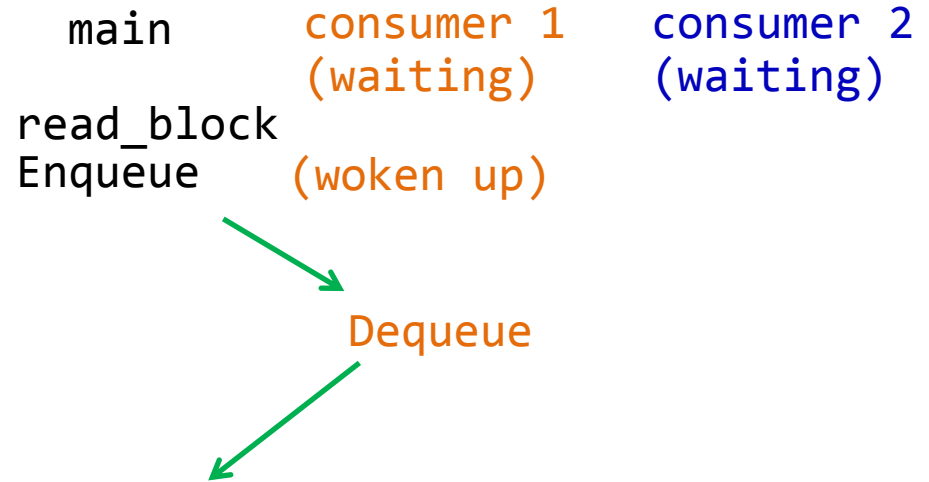 main consumer 1 consumer 2
(waiting) (waiting)
read_block
Enqueue (woken up)
Dequeue